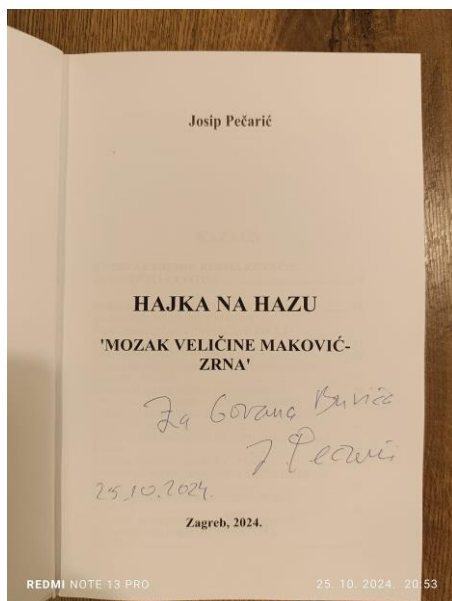 Josip Pečarić
HAJKA NA HAZU
'MOZAK VELIČINE MAKOVIĆ-
ZRNA'
Za Gorana
J Pečarić
25.10.2024.
Zagreb, 2024.
REDMI NOTE 13 PRO
25. 10. 2024. 20:53